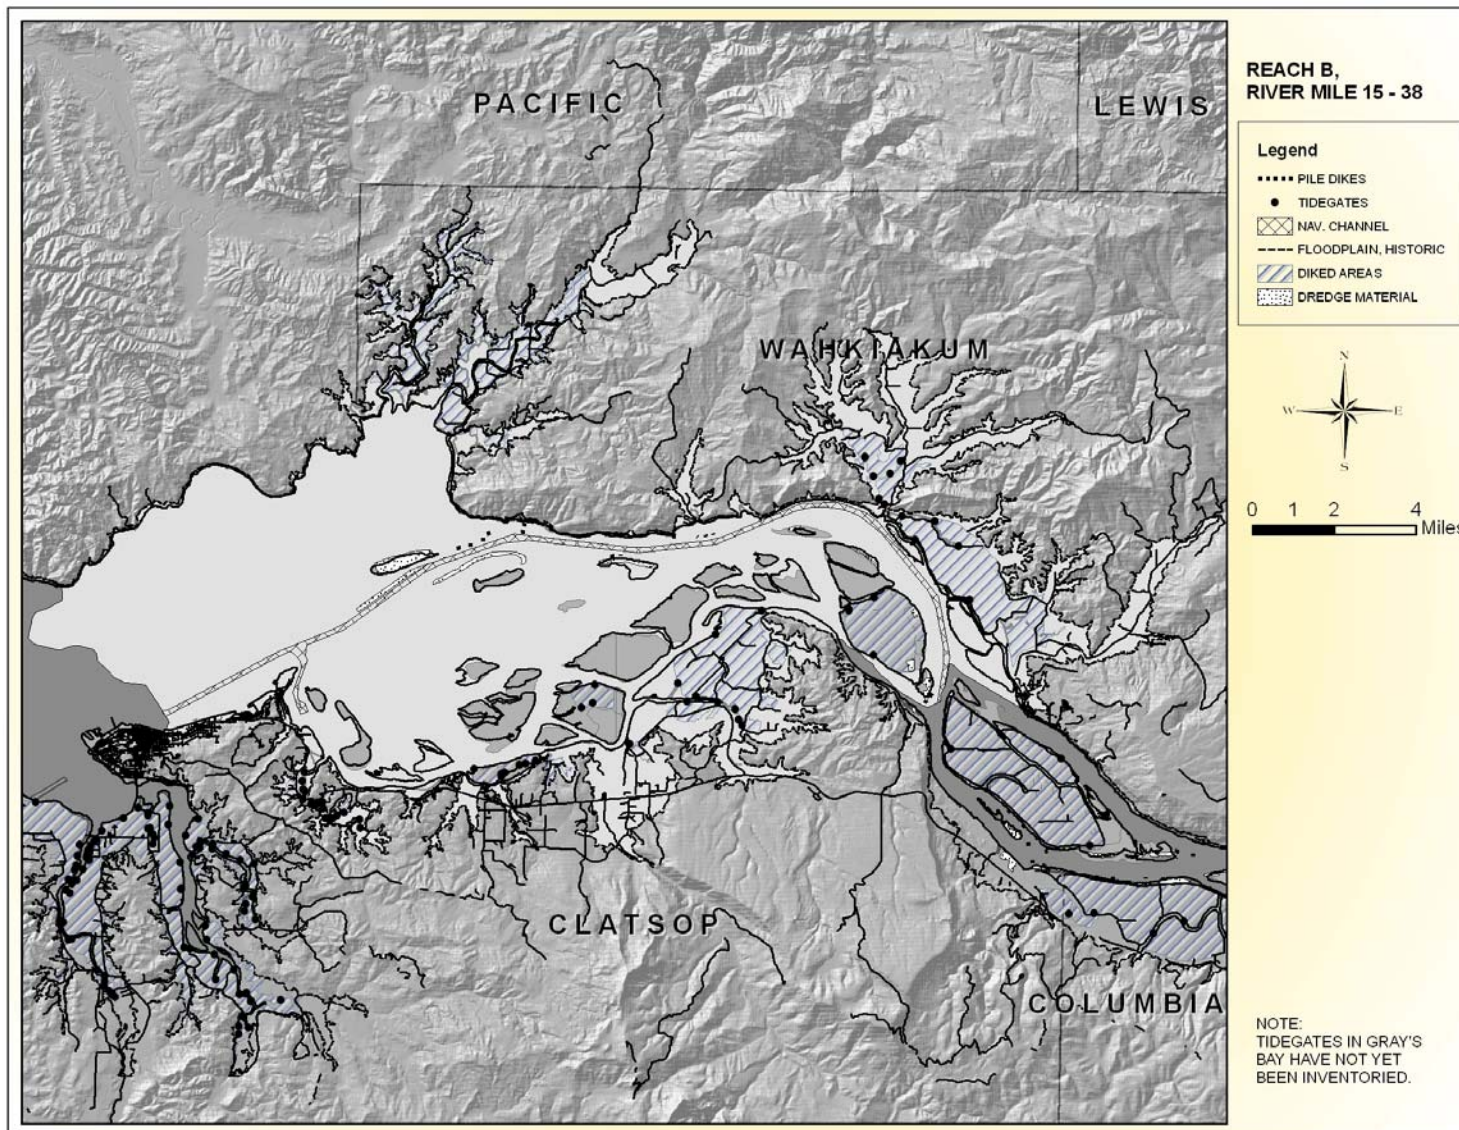 PACIFIC
LEWIS
WAHKIAKUM
CLATSOP
COLUMBIA
REACH B,
RIVER MILE 15 - 38
Legend
PILE DIKES
TIDEGATES
NAV. CHANNEL
FLOODPLAIN, HISTORIC
DIKED AREAS
DREDGE MATERIAL
N
W E
S
0 1 2 4
Miles
NOTE:
TIDEGATES IN GRAY'S
BAY HAVE NOT YET
BEEN INVENTORIED.